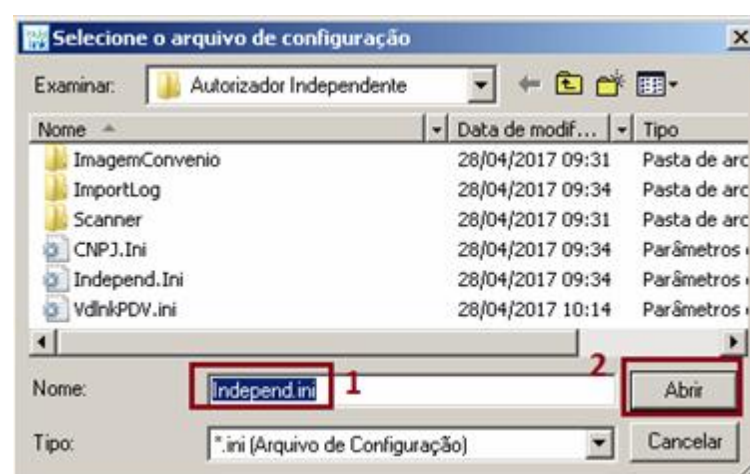 Selecione o arquivo de configuração
Examinar: Autorizador Independente
Nome Data de modif... Tipo
ImagemConvenio 28/04/2017 09:31 Pasta de arc
ImportLog 28/04/2017 09:34 Pasta de arc
Scanner 28/04/2017 09:31 Pasta de arc
CNPJ.Ini 28/04/2017 09:34 Parâmetros
Independ.Ini 28/04/2017 09:34 Parâmetros
VdlnkPDV.ini 28/04/2017 10:14 Parâmetros
Nome: Independ.ini 1 2 Abrir
Tipo: *.ini (Arquivo de Configuração) Cancelar